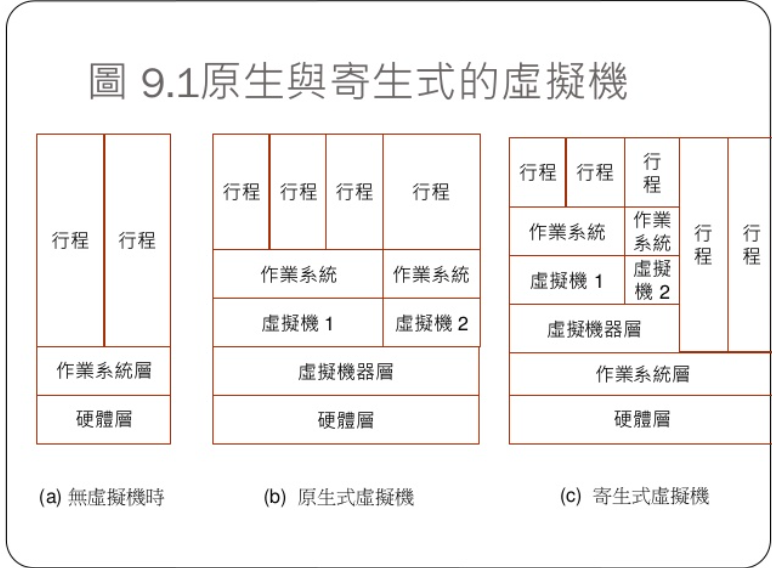 圖 9.1原生與寄生式的虛擬機
行程
行程
作業系統層
硬體層
(a) 無虛擬機時
行程
行程
行程
行程
作業系統
作業系統
虛擬機 1
虛擬機 2
虛擬機器層
硬體層
(b) 原生式虛擬機
行程
行程
行
程
作業系統
作業
系統
虛擬機 1
虛擬
機 2
虛擬機器層
行
程
行
程
作業系統層
硬體層
(c) 寄生式虛擬機